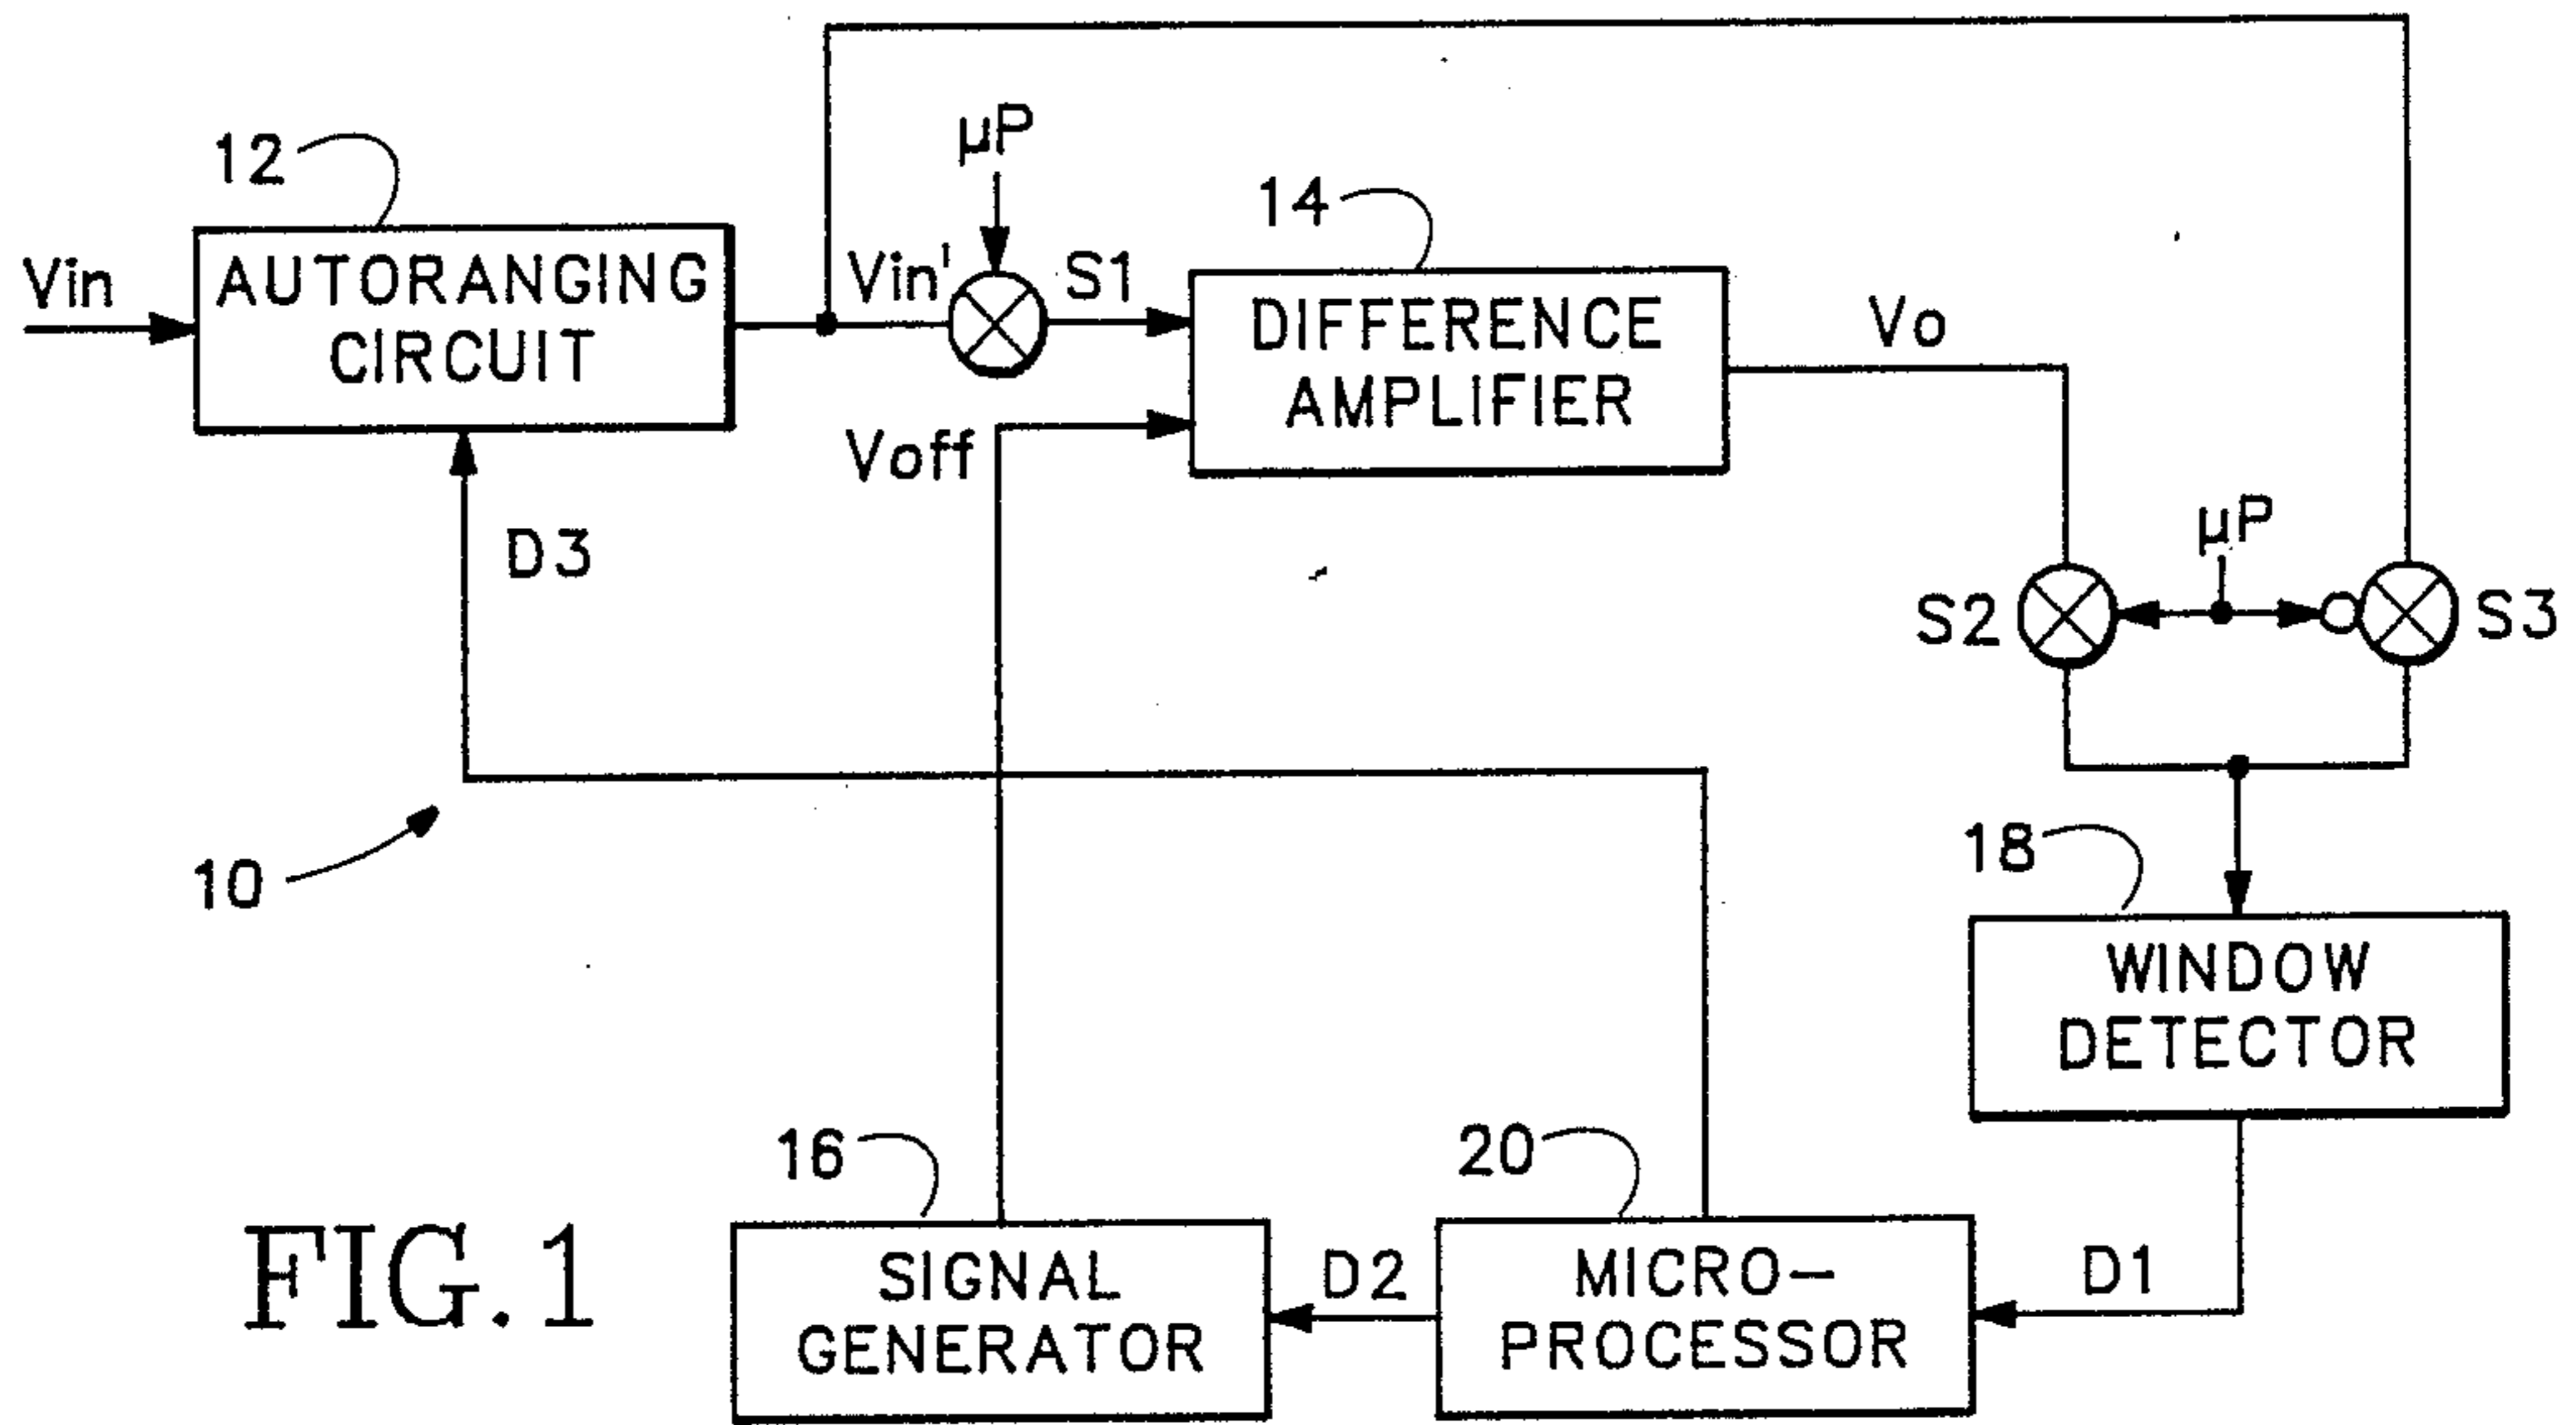 µP
12
14
Vin
AUTORANGING
CIRCUIT
Vin'
S1
DIFFERENCE
AMPLIFIER
Vo
Voff
D3
µP
S2
S3
10
18
WINDOW
DETECTOR
16
20
SIGNAL
GENERATOR
D2
MICRO-
PROCESSOR
D1
FIG.1